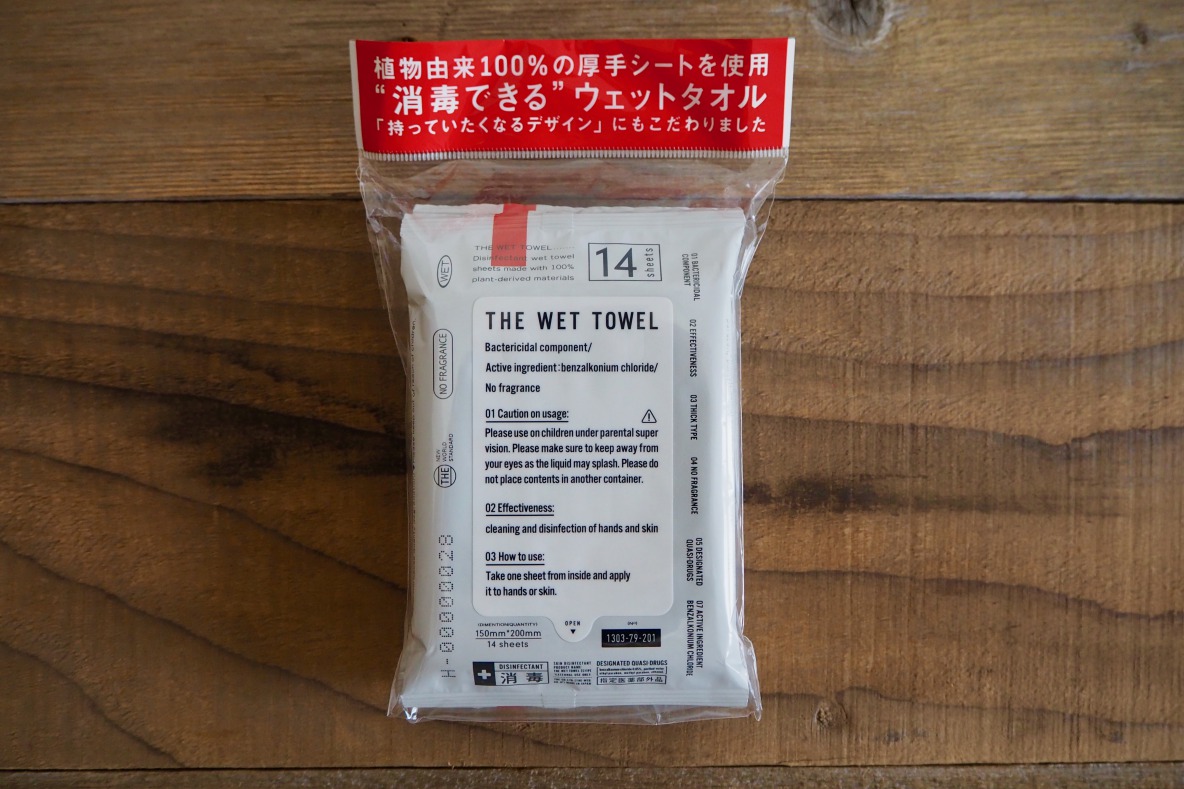 植物由来100%の厚手シートを使用
“消毒できる”ウェットタオル
「持っていたくなるデザイン」にもこだわりました
THE WET TOWEL
Disinfectant wet towel
sheets made with 100%
plant-derived materials
14 sheets
WET
NO FRAGRANCE
THE NEW WORLD STANDARD
H-00000028
THE WET TOWEL
Bactericidal component/
Active ingredient:benzalkonium chloride/
No fragrance
01 Caution on usage:
Please use on children under parental super
vision. Please make sure to keep away from
your eyes as the liquid may splash. Please do
not place contents in another container.
02 Effectiveness:
cleaning and disinfection of hands and skin
03 How to use:
Take one sheet from inside and apply
it to hands or skin.
OPEN
01 BACTERICIDAL
COMPONENT
02 EFFECTIVENESS
03 THICK TYPE
04 NO FRAGRANCE
05 DESIGNATED
QUASI-DRUGS
07 ACTIVE INGREDIENT
BENZALKONIUM CHLORIDE
(DIMENTION/QUANTITY)
150mm*200mm
14 sheets
1303-79-201
DISINFECTANT
消毒
DESIGNATED QUASI-DRUGS
指定医薬部外品